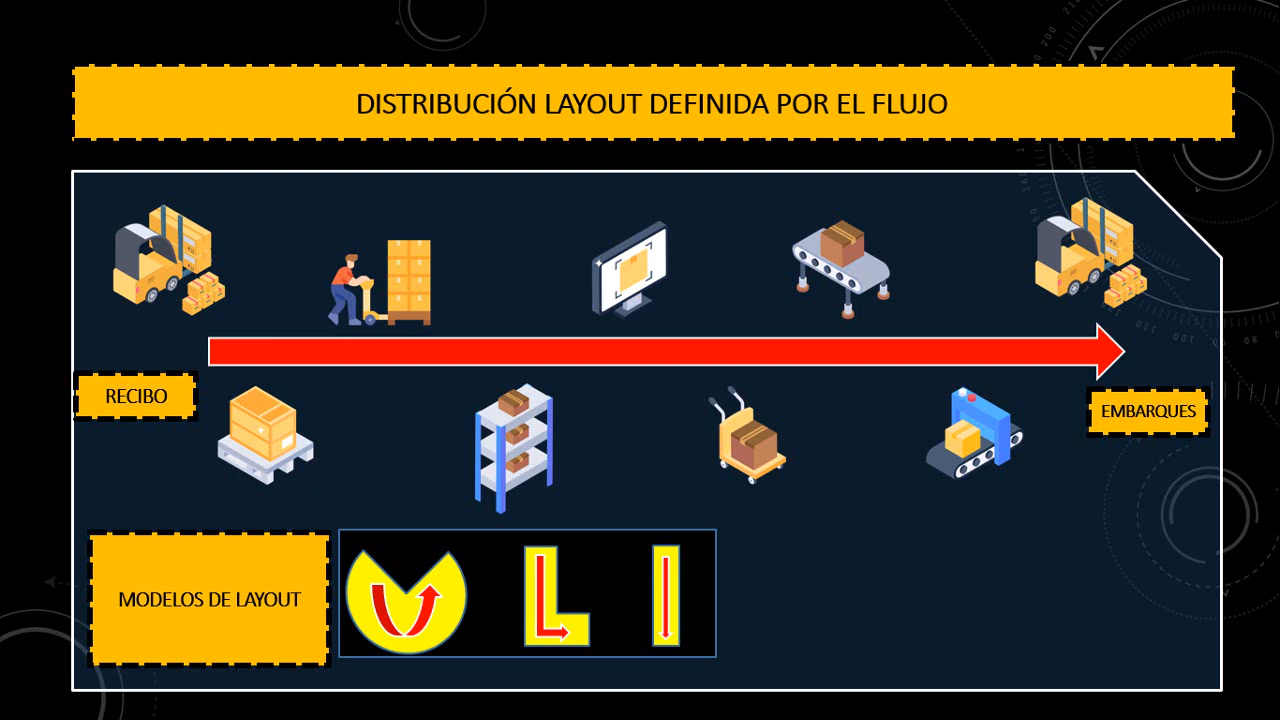 DISTRIBUCIÓN LAYOUT DEFINIDA POR EL FLUJO
RECIBO
EMBARQUES
MODELOS DE LAYOUT